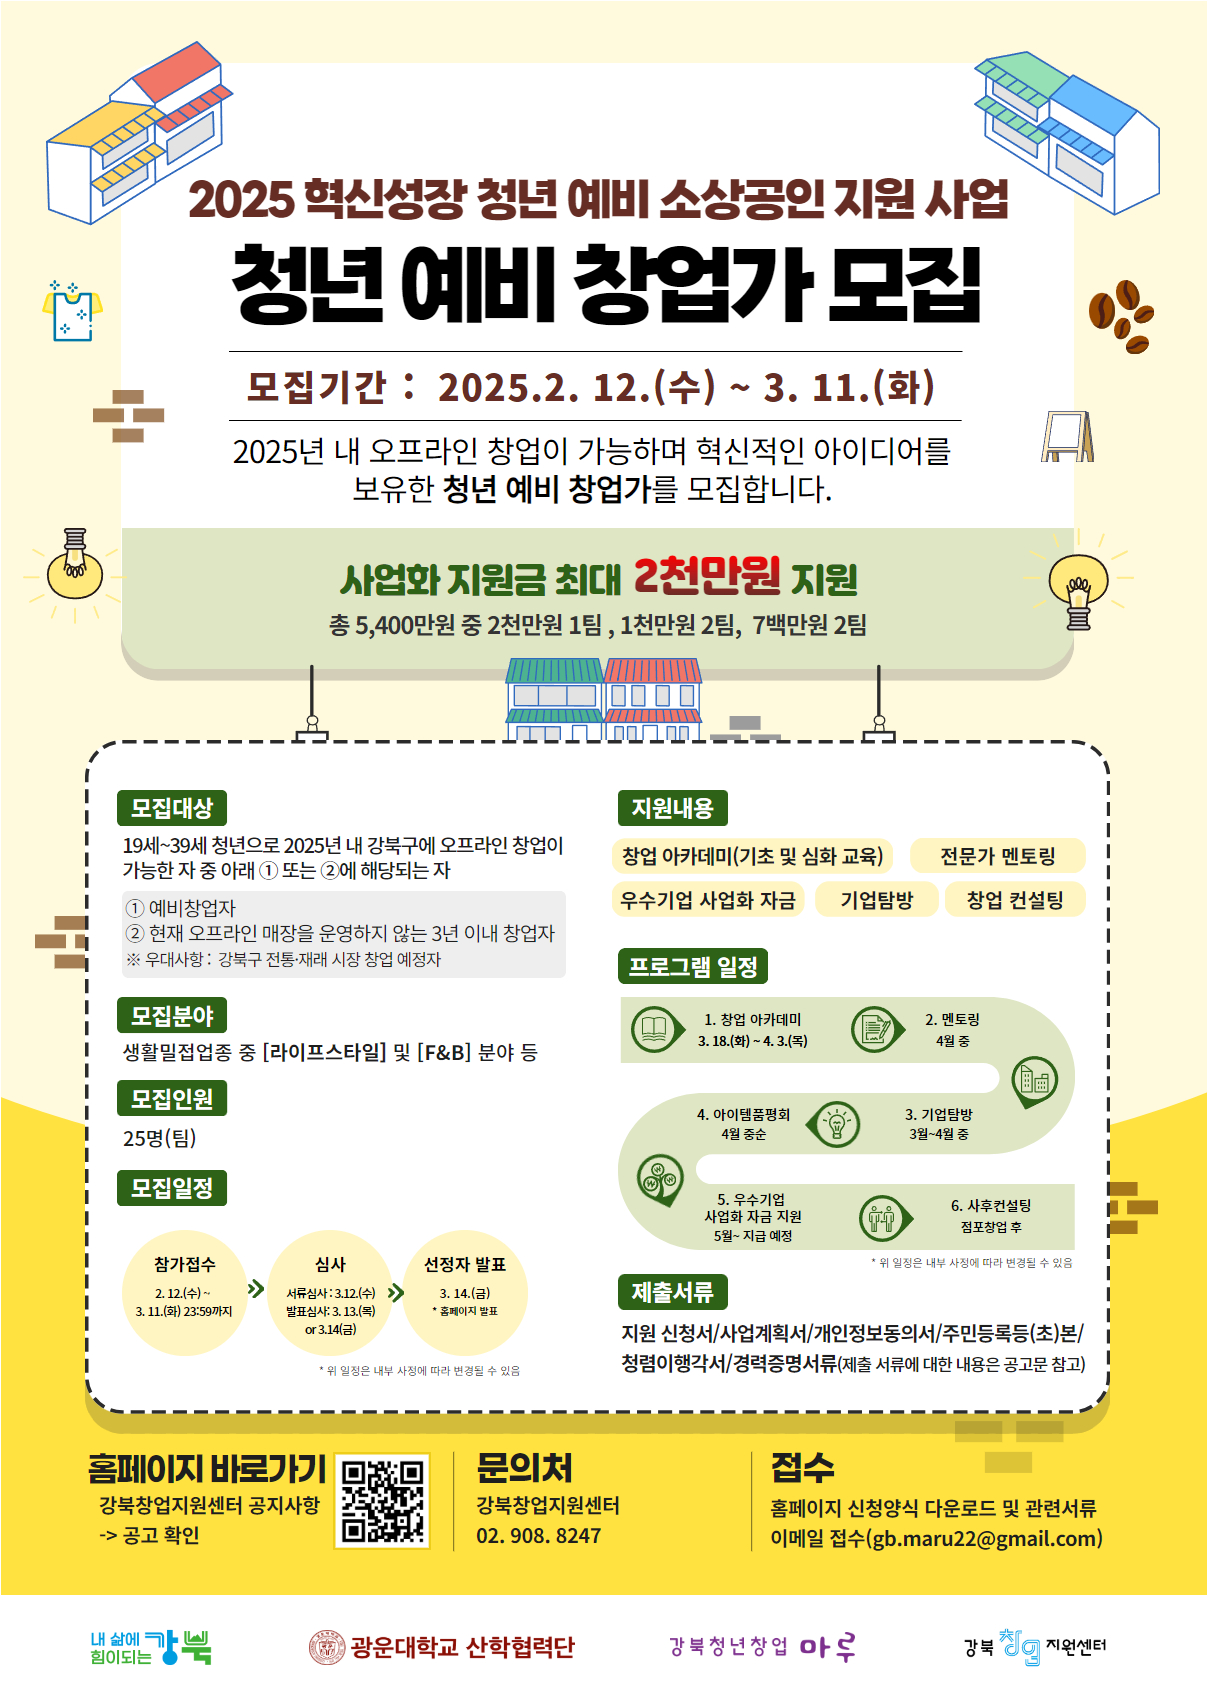 2025 혁신성장 청년 예비 소상공인 지원 사업
청년 예비 창업가 모집
모집기간 : 2025.2. 12.(수) ~ 3. 11.(화)
2025년 내 오프라인 창업이 가능하며 혁신적인 아이디어를
보유한 청년 예비 창업가를 모집합니다.
사업화 지원금 최대 2천만원 지원
총 5,400만원 중 2천만원 1팀 , 1천만원 2팀, 7백만원 2팀
모집대상
19세~39세 청년으로 2025년 내 강북구에 오프라인 창업이
가능한 자 중 아래 ① 또는 ②에 해당되는 자
① 예비창업자
② 현재 오프라인 매장을 운영하지 않는 3년 이내 창업자
※ 우대사항 : 강북구 전통·재래 시장 창업 예정자
모집분야
생활밀접업종 중 [라이프스타일] 및 [F&B] 분야 등
모집인원
25명(팀)
모집일정
참가접수
2. 12.(수) ~
3. 11.(화) 23:59까지
심사
서류심사 : 3.12.(수)
발표심사: 3. 13.(목)
or 3.14(금)
선정자 발표
3. 14.(금)
* 홈페이지 발표
* 위 일정은 내부 사정에 따라 변경될 수 있음
지원내용
창업 아카데미(기초 및 심화 교육)
전문가 멘토링
우수기업 사업화 자금
기업탐방
창업 컨설팅
프로그램 일정
1. 창업 아카데미
3. 18.(화) ~ 4. 3.(목)
2. 멘토링
4월 중
3. 기업탐방
3월~4월 중
4. 아이템품평회
4월 중순
5. 우수기업
사업화 자금 지원
5월~ 지급 예정
6. 사후컨설팅
점포창업 후
* 위 일정은 내부 사정에 따라 변경될 수 있음
제출서류
지원 신청서/사업계획서/개인정보동의서/주민등록등(초)본/
청렴이행각서/경력증명서류(제출 서류에 대한 내용은 공고문 참고)
홈페이지 바로가기
강북창업지원센터 공지사항
-> 공고 확인
문의처
강북창업지원센터
02. 908. 8247
접수
홈페이지 신청양식 다운로드 및 관련서류
이메일 접수(gb.maru22@gmail.com)
내 삶에
힘이되는 강북
광운대학교 산학협력단
강북청년창업 마루
강북 창업 지원센터